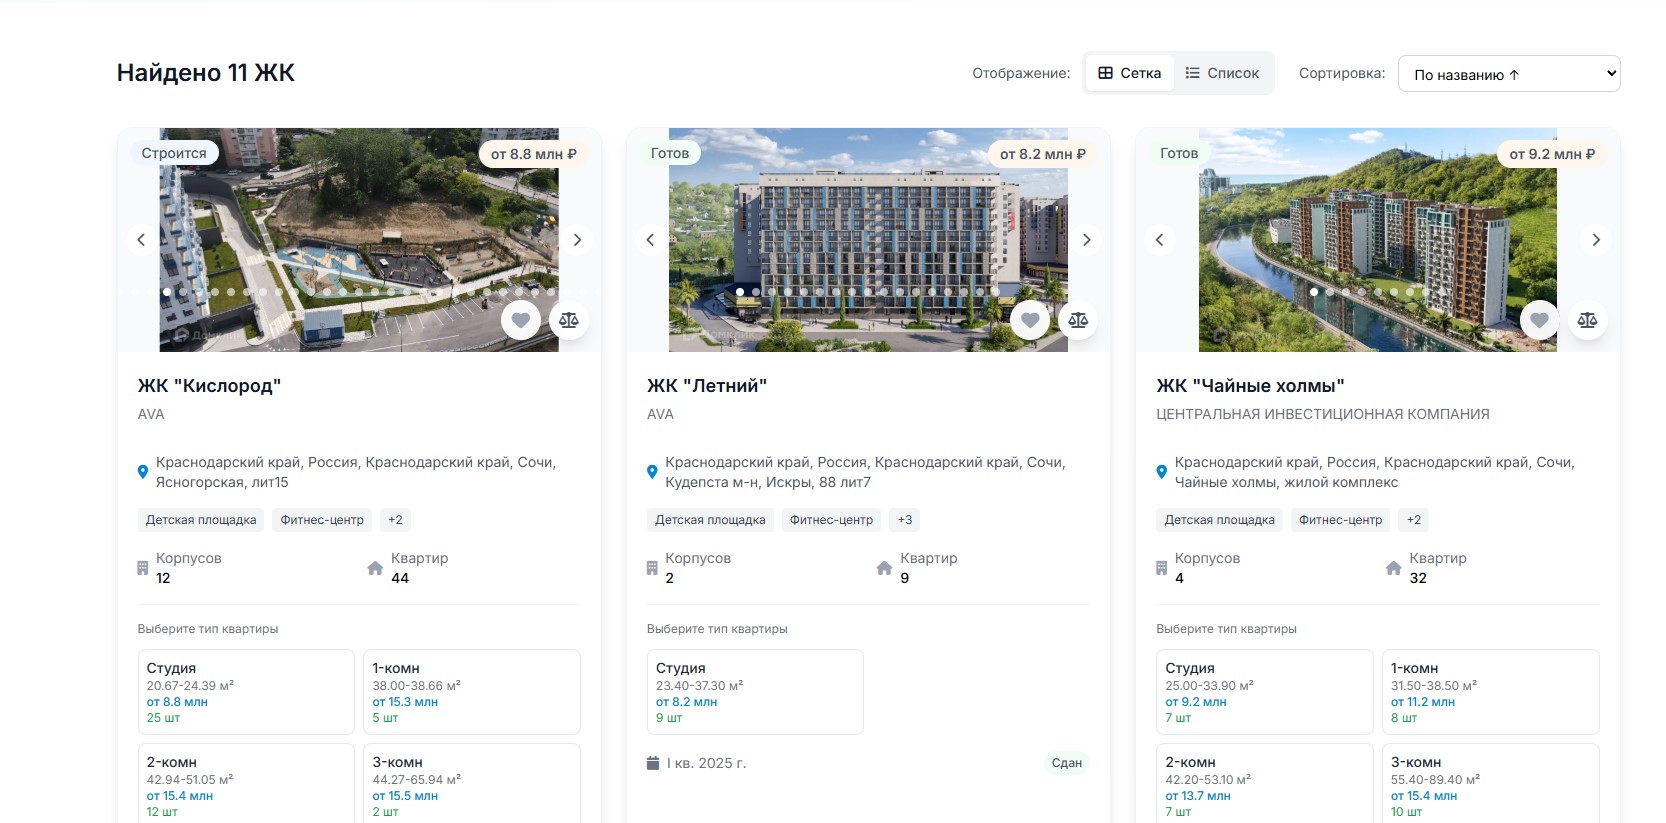 Найдено 11 ЖК
Отображение:
Сетка
Список
Сортировка:
По названию ↑
Строится
от 8.8 млн ₽
ЖК "Кислород"
AVA
Краснодарский край, Россия, Краснодарский край, Сочи,
Ясногорская, лит15
Детская площадка
Фитнес-центр
+2
Корпусов
12
Квартир
44
Выберите тип квартиры
Студия
20.67-24.39 м²
от 8.8 млн
25 шт
1-комн
38.00-38.66 м²
от 15.3 млн
5 шт
2-комн
42.94-51.05 м²
от 15.4 млн
12 шт
3-комн
44.27-65.94 м²
от 15.5 млн
2 шт
Готов
от 8.2 млн ₽
ЖК "Летний"
AVA
Краснодарский край, Россия, Краснодарский край, Сочи,
Кудепста м-н, Искры, 88 лит7
Детская площадка
Фитнес-центр
+3
Корпусов
2
Квартир
9
Выберите тип квартиры
Студия
23.40-37.30 м²
от 8.2 млн
9 шт
I кв. 2025 г.
Сдан
Готов
от 9.2 млн ₽
ЖК "Чайные холмы"
ЦЕНТРАЛЬНАЯ ИНВЕСТИЦИОННАЯ КОМПАНИЯ
Краснодарский край, Россия, Краснодарский край, Сочи,
Чайные холмы, жилой комплекс
Детская площадка
Фитнес-центр
+2
Корпусов
4
Квартир
32
Выберите тип квартиры
Студия
25.00-33.90 м²
от 9.2 млн
7 шт
1-комн
31.50-38.50 м²
от 11.2 млн
8 шт
2-комн
42.20-53.10 м²
от 13.7 млн
7 шт
3-комн
55.40-89.40 м²
от 15.4 млн
10 шт